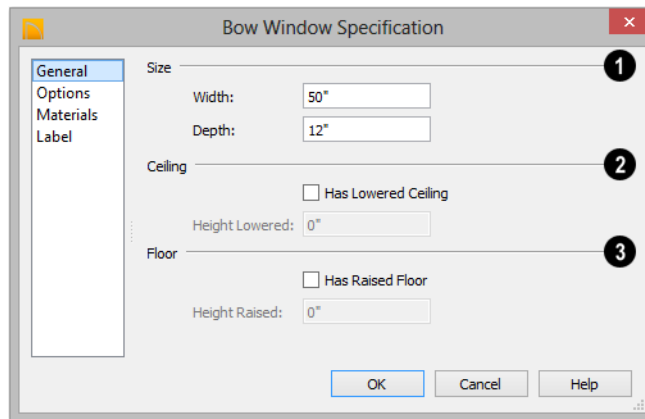 Bow Window Specification
General
Options
Materials
Label
Size 1
Width: 50"
Depth: 12"
Ceiling 2
Has Lowered Ceiling
Height Lowered: 0"
Floor 3
Has Raised Floor
Height Raised: 0"
OK Cancel Help